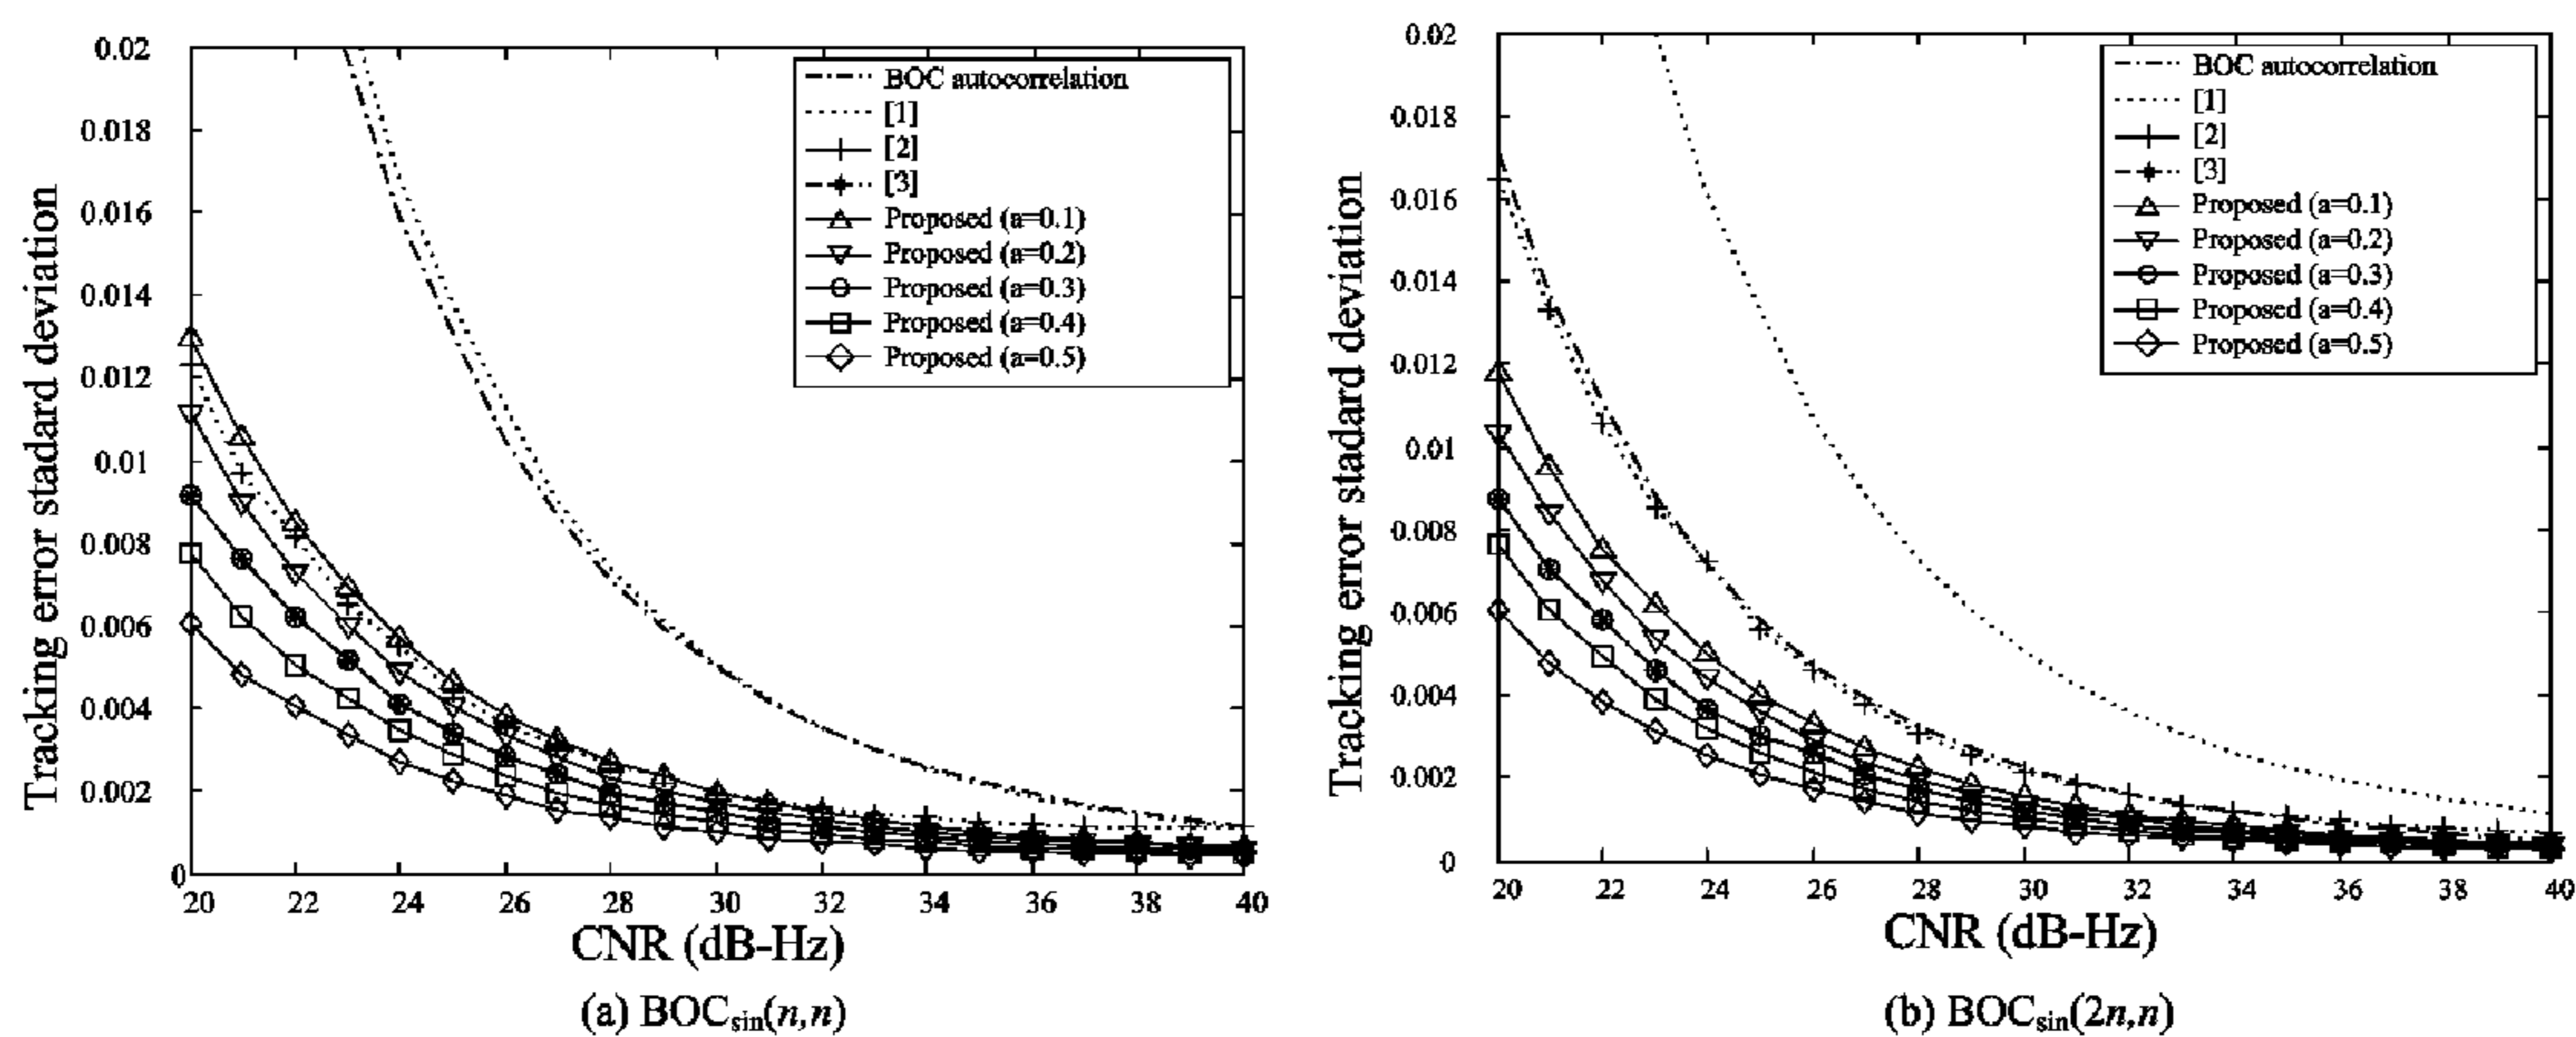 Tracking error stadard deviation
0.02
0.018
0.016
0.014
0.012
0.01
0.008
0.006
0.004
0.002
0
BOC autocorrelation
[1]
[2]
[3]
Proposed (a=0.1)
Proposed (a=0.2)
Proposed (a=0.3)
Proposed (a=0.4)
Proposed (a=0.5)
20 22 24 26 28 30 32 34 36 38 40
CNR (dB-Hz)
(a) BOCsin(n,n)
Tracking error stadard deviation
0.02
0.018
0.016
0.014
0.012
0.01
0.008
0.006
0.004
0.002
0
BOC autocorrelation
[1]
[2]
[3]
Proposed (a=0.1)
Proposed (a=0.2)
Proposed (a=0.3)
Proposed (a=0.4)
Proposed (a=0.5)
20 22 24 26 28 30 32 34 36 38 40
CNR (dB-Hz)
(b) BOCsin(2n,n)